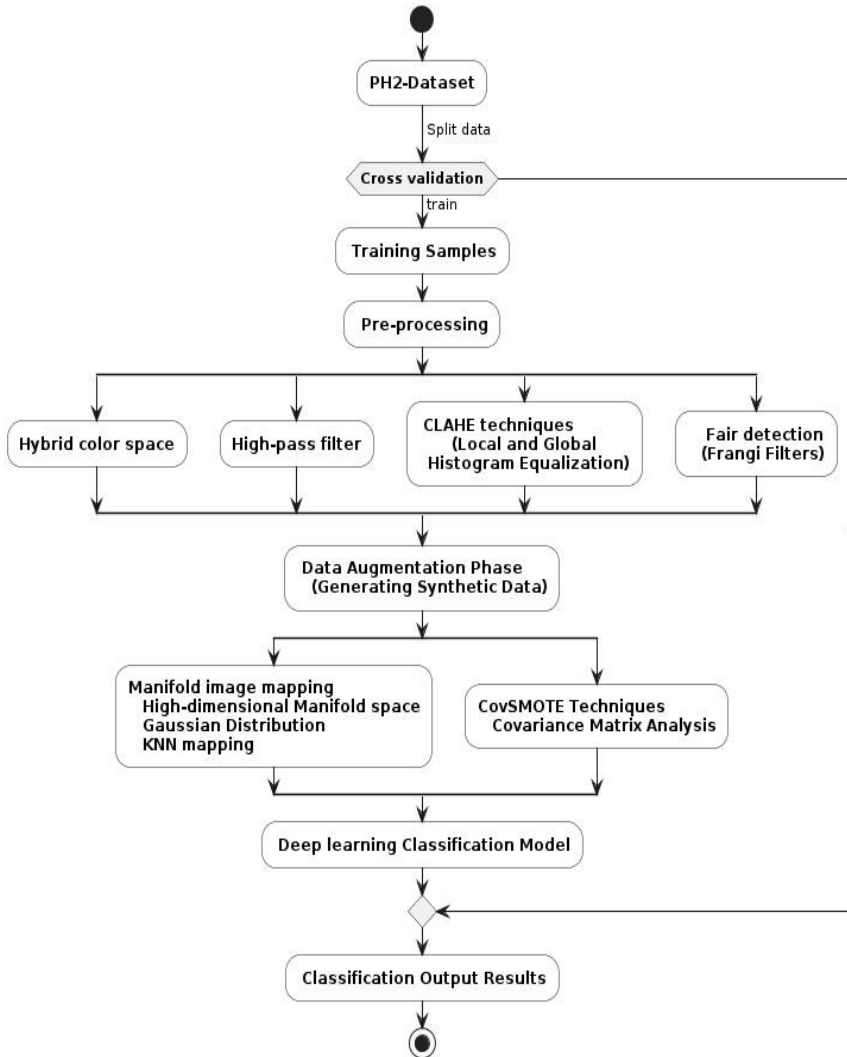 PH2-Dataset
Split data
Cross validation
train
Training Samples
Pre-processing
Hybrid color space
High-pass filter
CLAHE techniques
(Local and Global
Histogram Equalization)
Fair detection
(Frangi Filters)
Data Augmentation Phase
(Generating Synthetic Data)
Manifold image mapping
High-dimensional Manifold space
Gaussian Distribution
KNN mapping
CovSMOTE Techniques
Covariance Matrix Analysis
Deep learning Classification Model
Classification Output Results